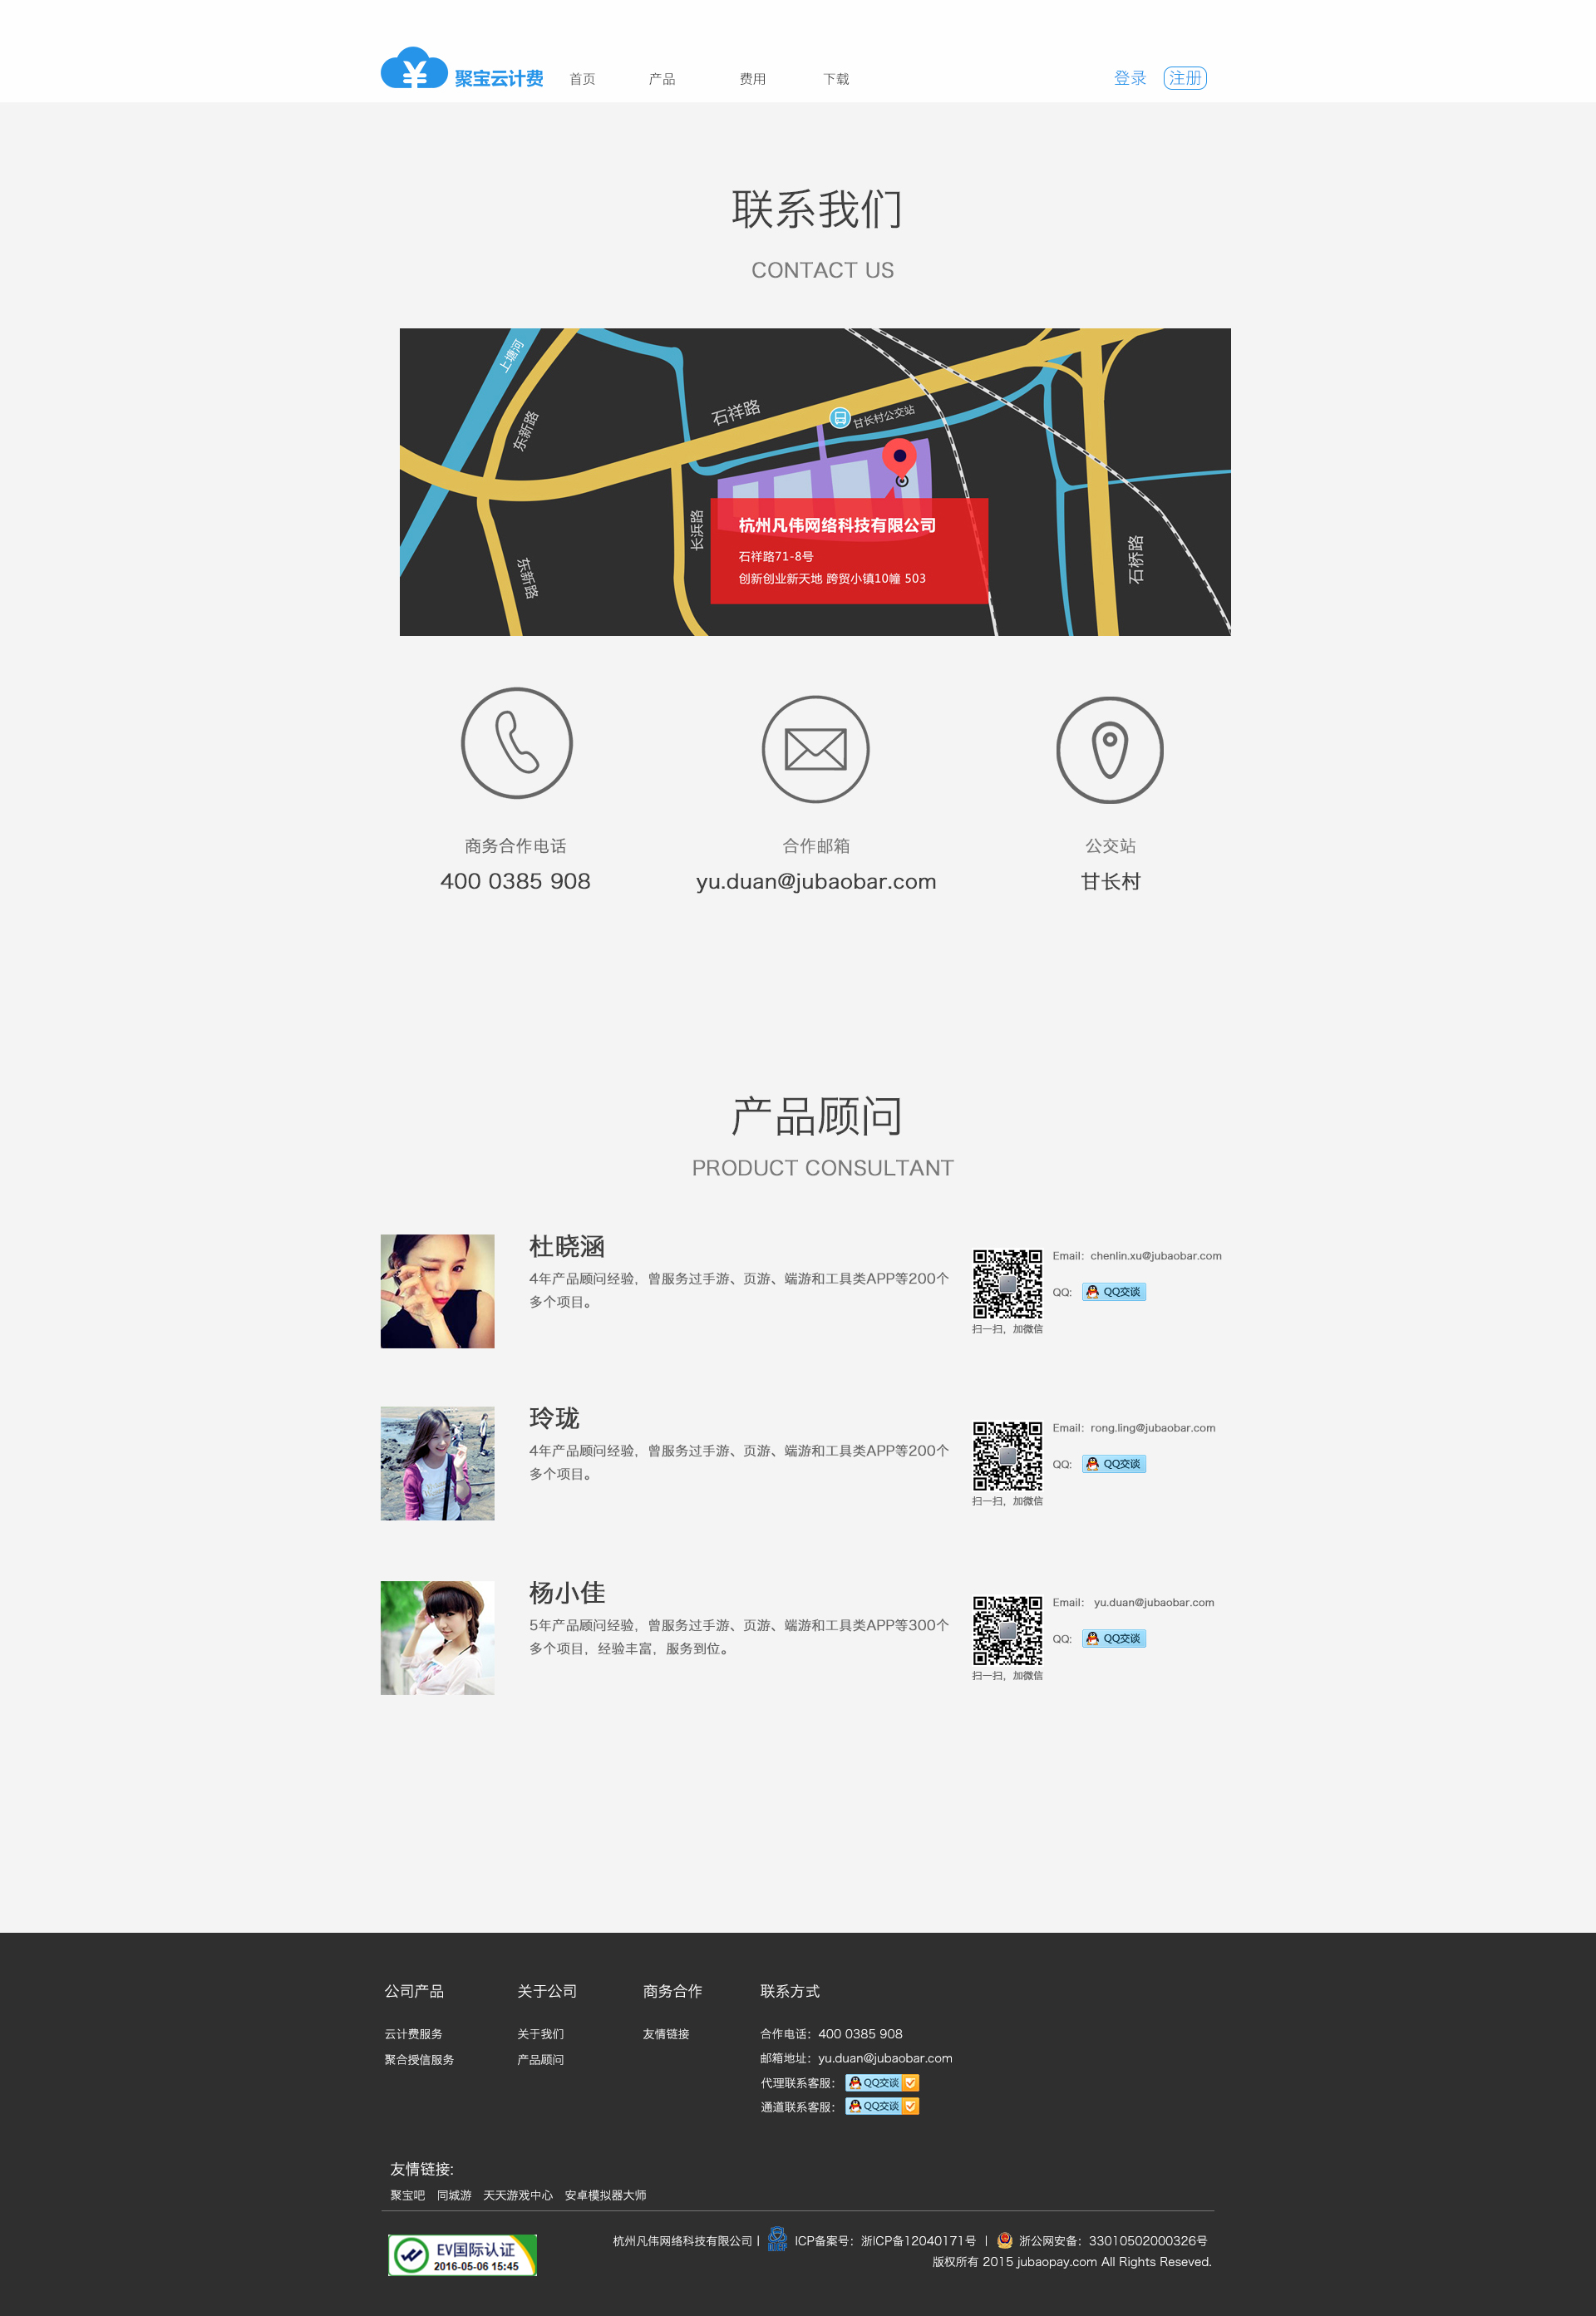 聚宝云计费
首页 产品 费用 下载
登录 注册
联系我们
CONTACT US
上塘河
东新路
石祥路
甘长村公交站
长浜路
东新路
石桥路
杭州凡伟网络科技有限公司
石祥路71-8号
创新创业新天地 跨贸小镇10幢 503
商务合作电话
400 0385 908
合作邮箱
yu.duan@jubaobar.com
公交站
甘长村
产品顾问
PRODUCT CONSULTANT
杜晓涵
4年产品顾问经验，曾服务过手游、页游、端游和工具类APP等200个
多个项目。
Email：chenlin.xu@jubaobar.com
QQ: QQ交谈
扫一扫，加微信
玲珑
4年产品顾问经验，曾服务过手游、页游、端游和工具类APP等200个
多个项目。
Email：rong.ling@jubaobar.com
QQ: QQ交谈
扫一扫，加微信
杨小佳
5年产品顾问经验，曾服务过手游、页游、端游和工具类APP等300个
多个项目，经验丰富，服务到位。
Email： yu.duan@jubaobar.com
QQ: QQ交谈
扫一扫，加微信
公司产品
云计费服务
聚合授信服务
关于公司
关于我们
产品顾问
商务合作
友情链接
联系方式
合作电话：400 0385 908
邮箱地址：yu.duan@jubaobar.com
代理联系客服： QQ交谈
通道联系客服： QQ交谈
友情链接:
聚宝吧 同城游 天天游戏中心 安卓模拟器大师
EV国际认证
2016-05-06 15:45
杭州凡伟网络科技有限公司 | ICP备案号：浙ICP备12040171号 | 浙公网安备：33010502000326号
版权所有 2015 jubaopay.com All Rights Reseved.